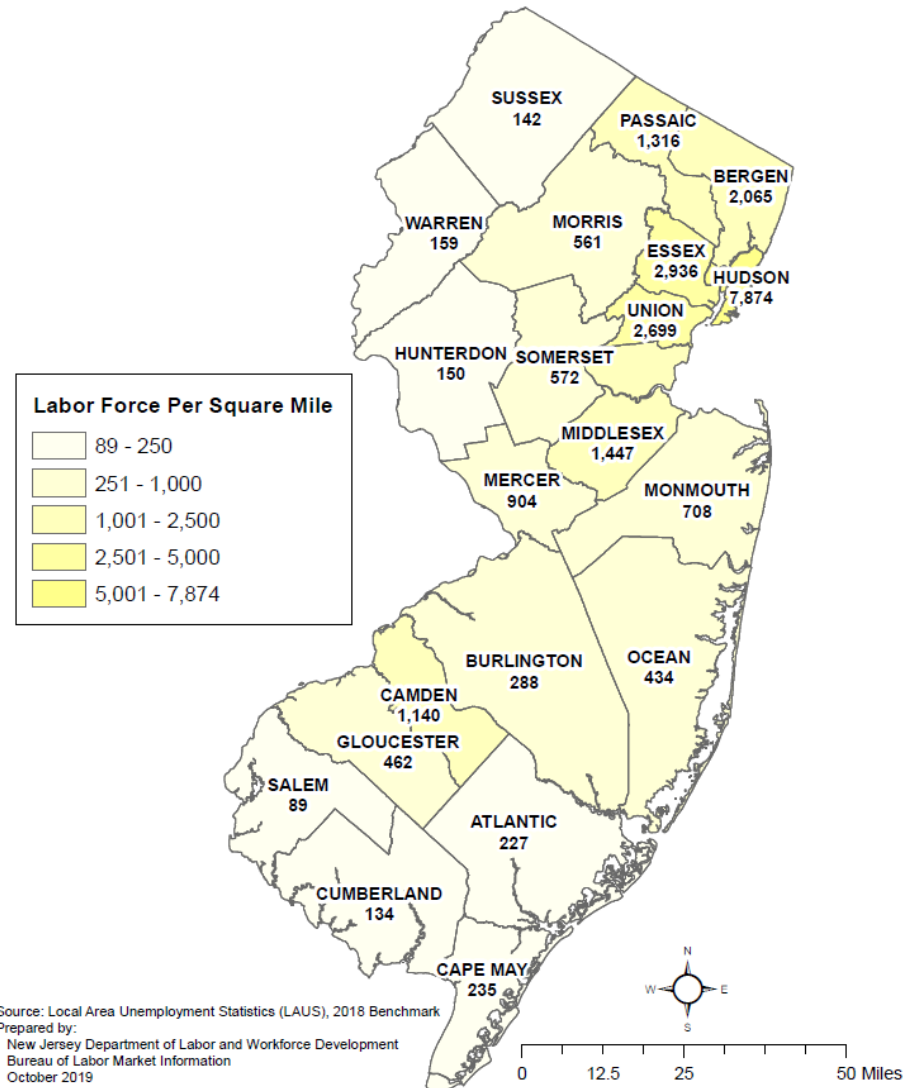 SUSSEX
142
PASSAIC
1,316
BERGEN
2,065
WARREN
159
MORRIS
561
ESSEX
2,936
HUDSON
7,874
UNION
2,699
HUNTERDON
150
SOMERSET
572
Labor Force Per Square Mile
89 - 250
251 - 1,000
1,001 - 2,500
2,501 - 5,000
5,001 - 7,874
MIDDLESEX
1,447
MERCER
904
MONMOUTH
708
BURLINGTON
288
OCEAN
434
CAMDEN
1,140
GLOUCESTER
462
SALEM
89
ATLANTIC
227
CUMBERLAND
134
CAPE MAY
235
N
W E
S
Source: Local Area Unemployment Statistics (LAUS), 2018 Benchmark
Prepared by:
New Jersey Department of Labor and Workforce Development
Bureau of Labor Market Information
October 2019
0 12.5 25 50 Miles